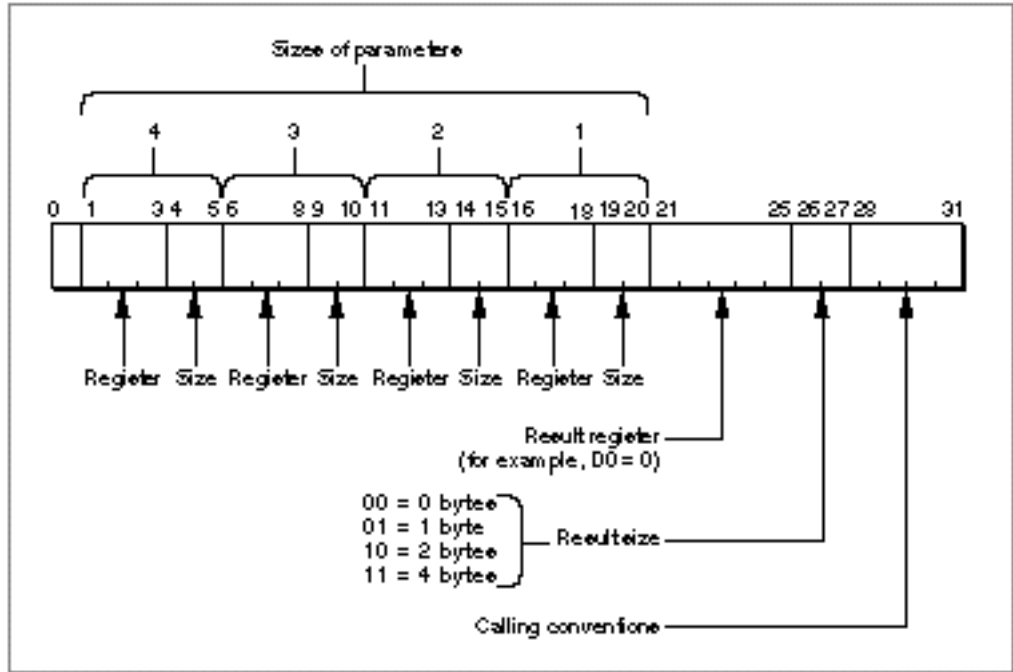 Sizes of parameters
4 3 2 1
0 1 3 4 5 6 8 9 10 11 13 14 15 16 18 19 20 21 25 26 27 28 31
Register Size Register Size Register Size Register Size
Result register
(for example, D0 = 0)
00 = 0 bytes
01 = 1 byte
10 = 2 bytes
11 = 4 bytes
Result size
Calling conventions